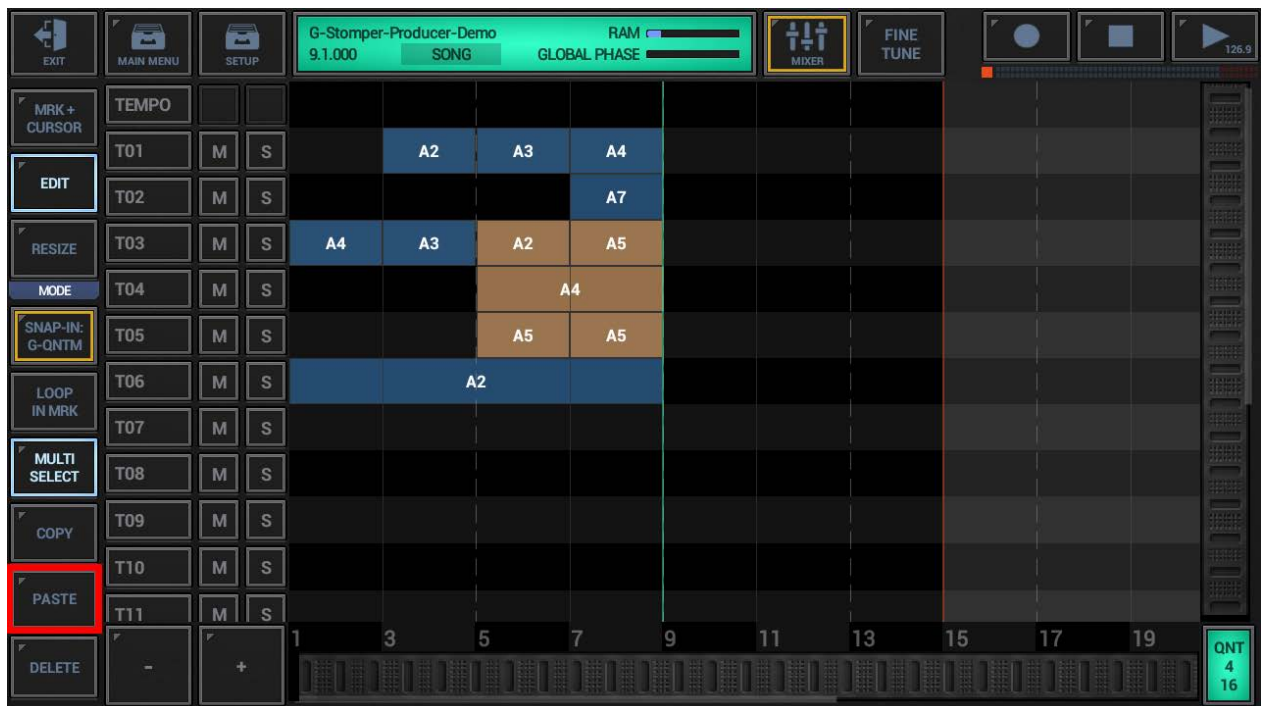 EXIT
MAIN MENU
SETUP
G-Stomper-Producer-Demo
RAM
9.1.000
SONG
GLOBAL PHASE
MIXER
FINE
TUNE
126.9
MRK +
CURSOR
EDIT
RESIZE
MODE
SNAP-IN:
G-QNTM
LOOP
IN MRK
MULTI
SELECT
COPY
PASTE
DELETE
TEMPO
T01 M S A2 A3 A4
T02 M S A7
T03 M S A4 A3 A2 A5
T04 M S A4
T05 M S A5 A5
T06 M S A2
T07 M S
T08 M S
T09 M S
T10 M S
T11 M S
- +
1 3 5 7 9 11 13 15 17 19
QNT
4
16